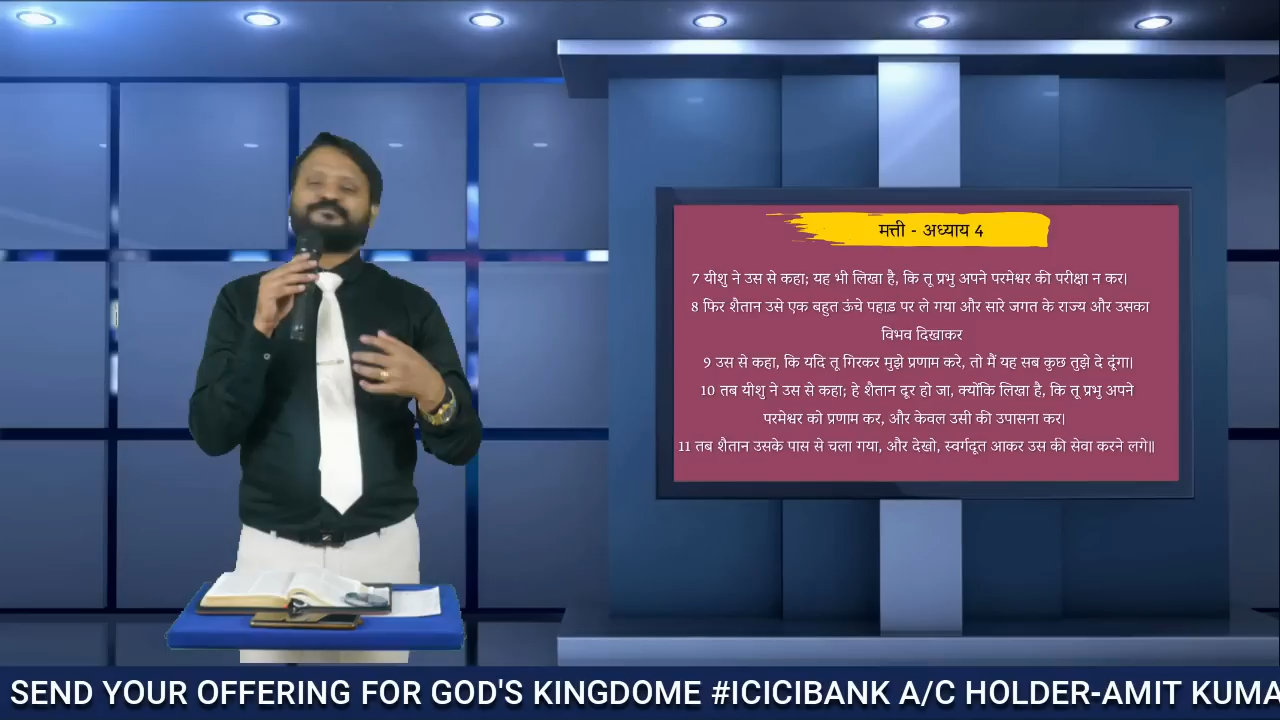 मत्ती - अध्याय 4
7 यीशु ने उस से कहा; यह भी लिखा है, कि तू प्रभु अपने परमेश्वर की परीक्षा न कर।
8 फिर शैतान उसे एक बहुत ऊंचे पहाड़ पर ले गया और सारे जगत के राज्य और उसका
विभव दिखाकर
9 उस से कहा, कि यदि तू गिरकर मुझे प्रणाम करे, तो मैं यह सब कुछ तुझे दे दूंगा।
10 तब यीशु ने उस से कहा; हे शैतान दूर हो जा, क्योंकि लिखा है, कि तू प्रभु अपने
परमेश्वर को प्रणाम कर, और केवल उसी की उपासना कर।
11 तब शैतान उसके पास से चला गया, और देखो, स्वर्गदूत आकर उस की सेवा करने लगे॥
SEND YOUR OFFERING FOR GOD'S KINGDOME #ICICIBANK A/C HOLDER-AMIT KUMA